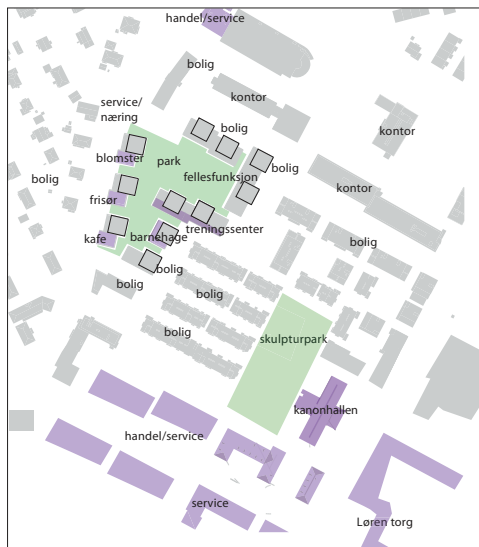 handel/service
bolig
kontor
service/
næring
bolig
kontor
blomster
park
bolig
fellesfunksjon
bolig
kontor
frisør
kafe
barnehage
treningssenter
bolig
bolig
bolig
bolig
bolig
skulpturpark
kanonhallen
handel/service
service
Løren torg